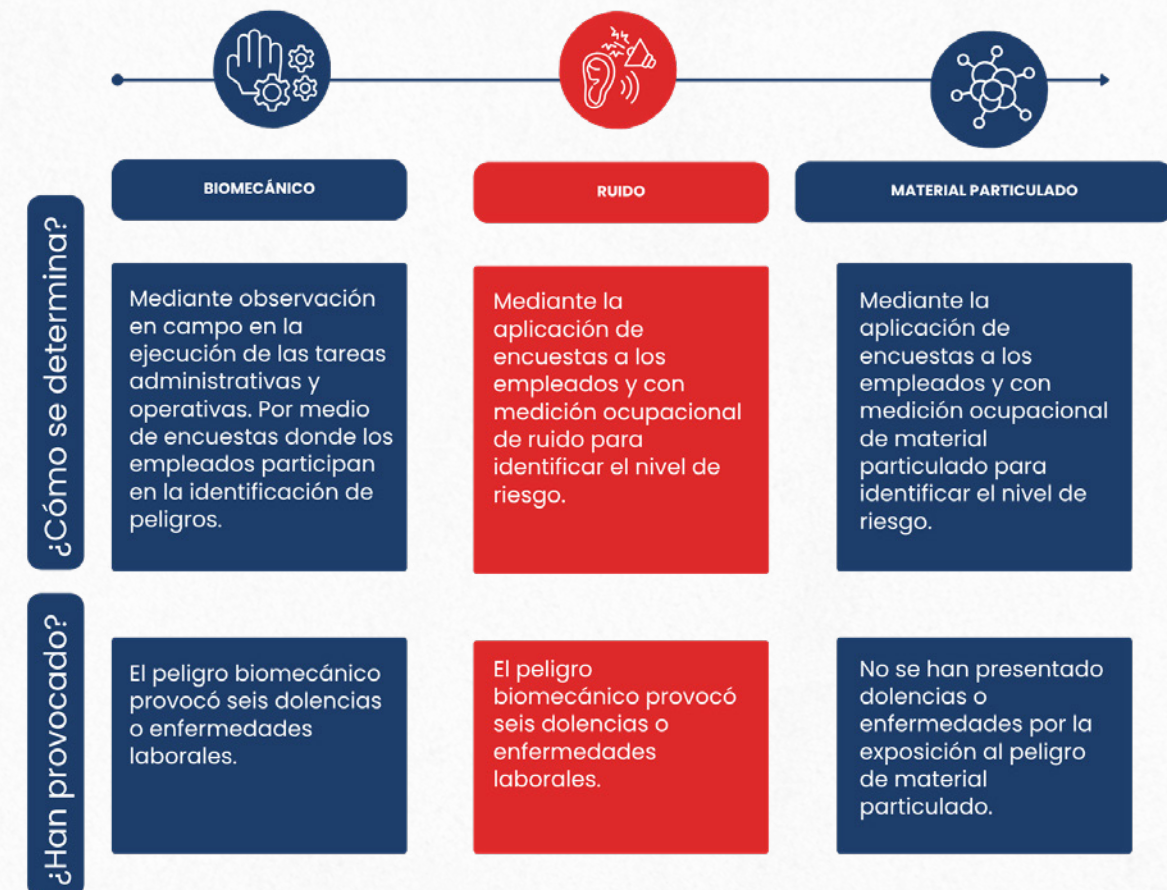 BIOMECÁNICO
RUIDO
MATERIAL PARTICULADO
¿Cómo se determina?
Mediante observación
en campo en la
ejecución de las tareas
administrativas y
operativas. Por medio
de encuestas donde los
empleados participan
en la identificación de
peligros.
Mediante la
aplicación de
encuestas a los
empleados y con
medición ocupacional
de ruido para
identificar el nivel de
riesgo.
Mediante la
aplicación de
encuestas a los
empleados y con
medición ocupacional
de material
particulado para
identificar el nivel de
riesgo.
¿Han provocado?
El peligro biomecánico
provocó seis dolencias
o enfermedades
laborales.
El peligro
biomecánico provocó
seis dolencias o
enfermedades
laborales.
No se han presentado
dolencias o
enfermedades por la
exposición al peligro
de material
particulado.